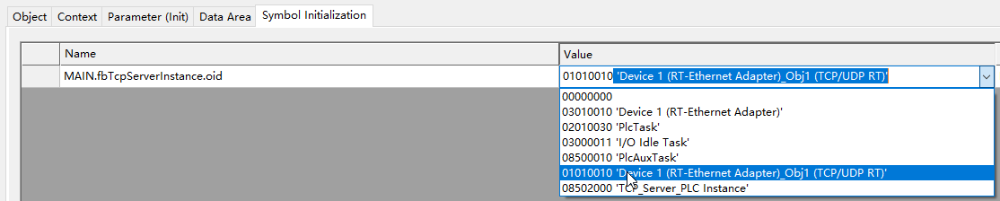 Object Context Parameter (Init) Data Area Symbol Initialization
Name Value
MAIN.fbTcpServerInstance.oid 01010010 'Device 1 (RT-Ethernet Adapter)_Obj1 (TCP/UDP RT)'
00000000
03010010 'Device 1 (RT-Ethernet Adapter)'
02010030 'PlcTask'
03000011 'I/O Idle Task'
08500010 'PlcAuxTask'
01010010 'Device 1 (RT-Ethernet Adapter)_Obj1 (TCP/UDP RT)'
08502000 'TCP_Server_PLC Instance'